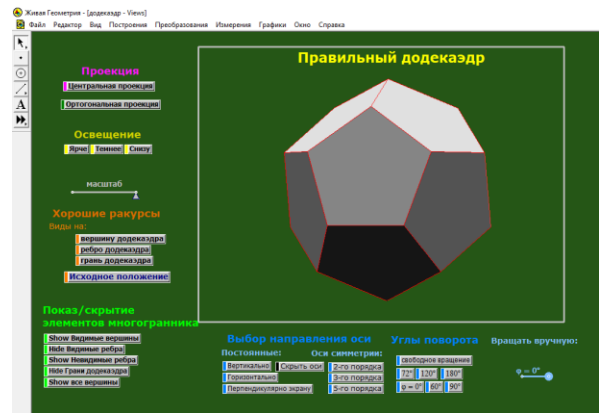 Живая Геометрия - [додекаэдр - Views]
Файл Редактор Вид Построения Преобразования Измерения Графики Окно Справка
A
Правильный додекаэдр
Проекция
Центральная проекция
Ортогональная проекция
Освещение
Ярче Темнее Снизу
масштаб
Хорошие ракурсы
Виды на:
вершину додекаэдра
ребро додекаэдра
грань додекаэдра
Исходное положение
Показ/скрытие
элементов многогранника
Show Видимые вершины
Hide Видимые ребра
Show Невидимые ребра
Hide Грани додекаэдра
Show все вершины
Выбор направления оси
Постоянные:
Вертикально
Горизонтально
Перпендикулярно экрану
Скрыть оси
Оси симметрии:
2-го порядка
3-го порядка
5-го порядка
Углы поворота
свободное вращение
72° 120° 180°
φ = 0° 60° 90°
Вращать вручную:
φ = 0°